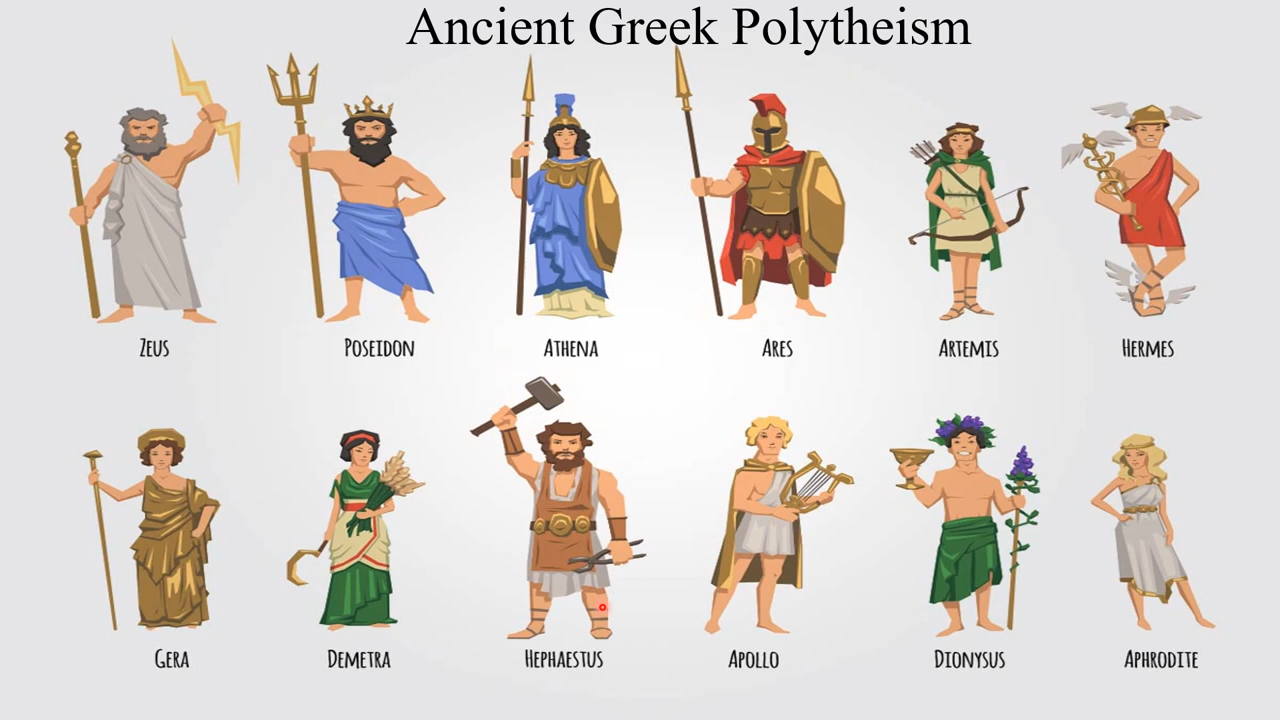 Ancient Greek Polytheism
Zeus
Poseidon
Athena
Ares
Artemis
Hermes
Gera
Demetra
Hephaestus
Apollo
Dionysus
Aphrodite